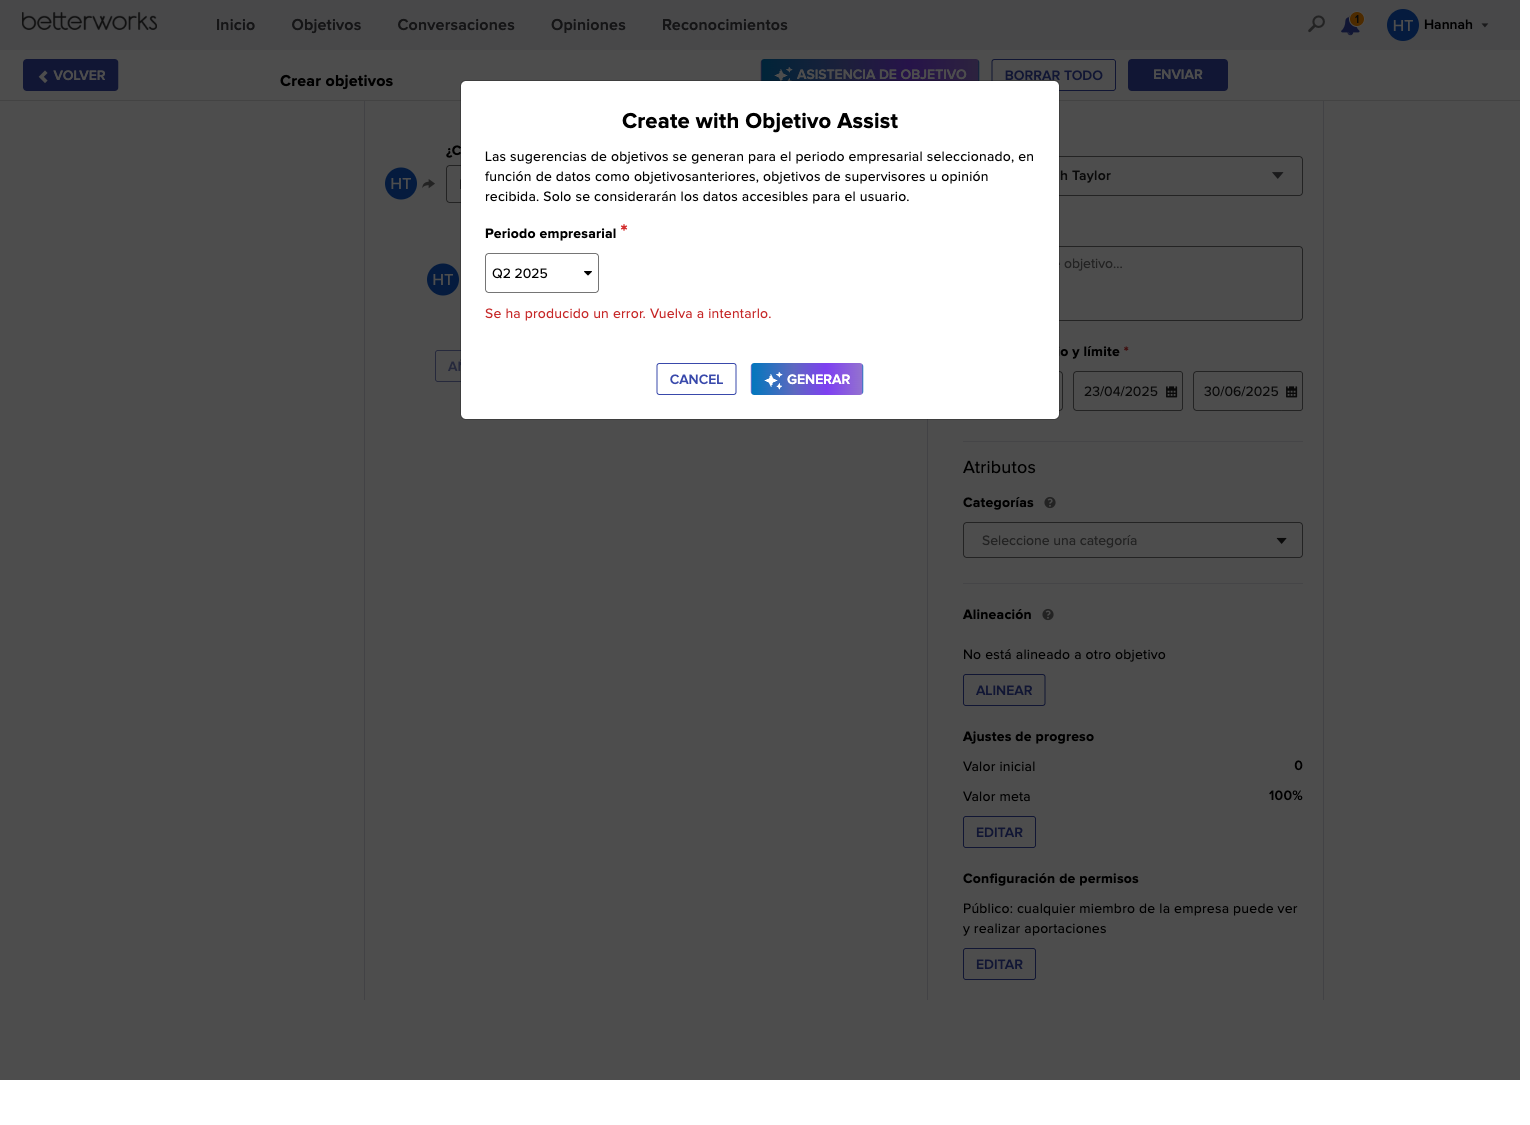 betterworks
Inicio
Objetivos
Conversaciones
Opiniones
Reconocimientos
1
HT
Hannah
VOLVER
Crear objetivos
ASISTENCIA DE OBJETIVO
BORRAR TODO
ENVIAR
Create with Objetivo Assist
Las sugerencias de objetivos se generan para el periodo empresarial seleccionado, en
función de datos como objetivosanteriores, objetivos de supervisores u opinión
recibida. Solo se considerarán los datos accesibles para el usuario.
Periodo empresarial *
Q2 2025
Se ha producido un error. Vuelva a intentarlo.
CANCEL
GENERAR
HT
HT
Taylor
objetivo...
y límite *
23/04/2025
30/06/2025
Atributos
Categorías
Seleccione una categoría
Alineación
No está alineado a otro objetivo
ALINEAR
Ajustes de progreso
Valor inicial 0
Valor meta 100%
EDITAR
Configuración de permisos
Público: cualquier miembro de la empresa puede ver
y realizar aportaciones
EDITAR